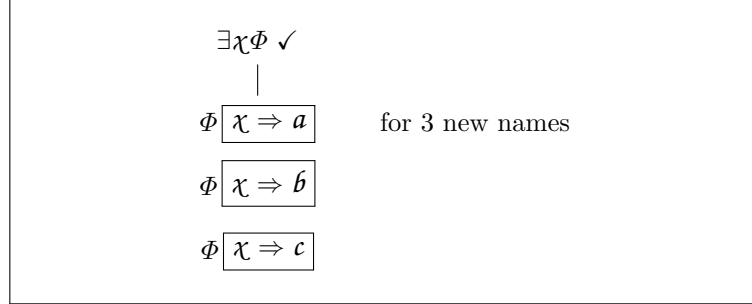 ∃χΦ ✓
Φ χ ⇒ a for 3 new names
Φ χ ⇒ b
Φ χ ⇒ c